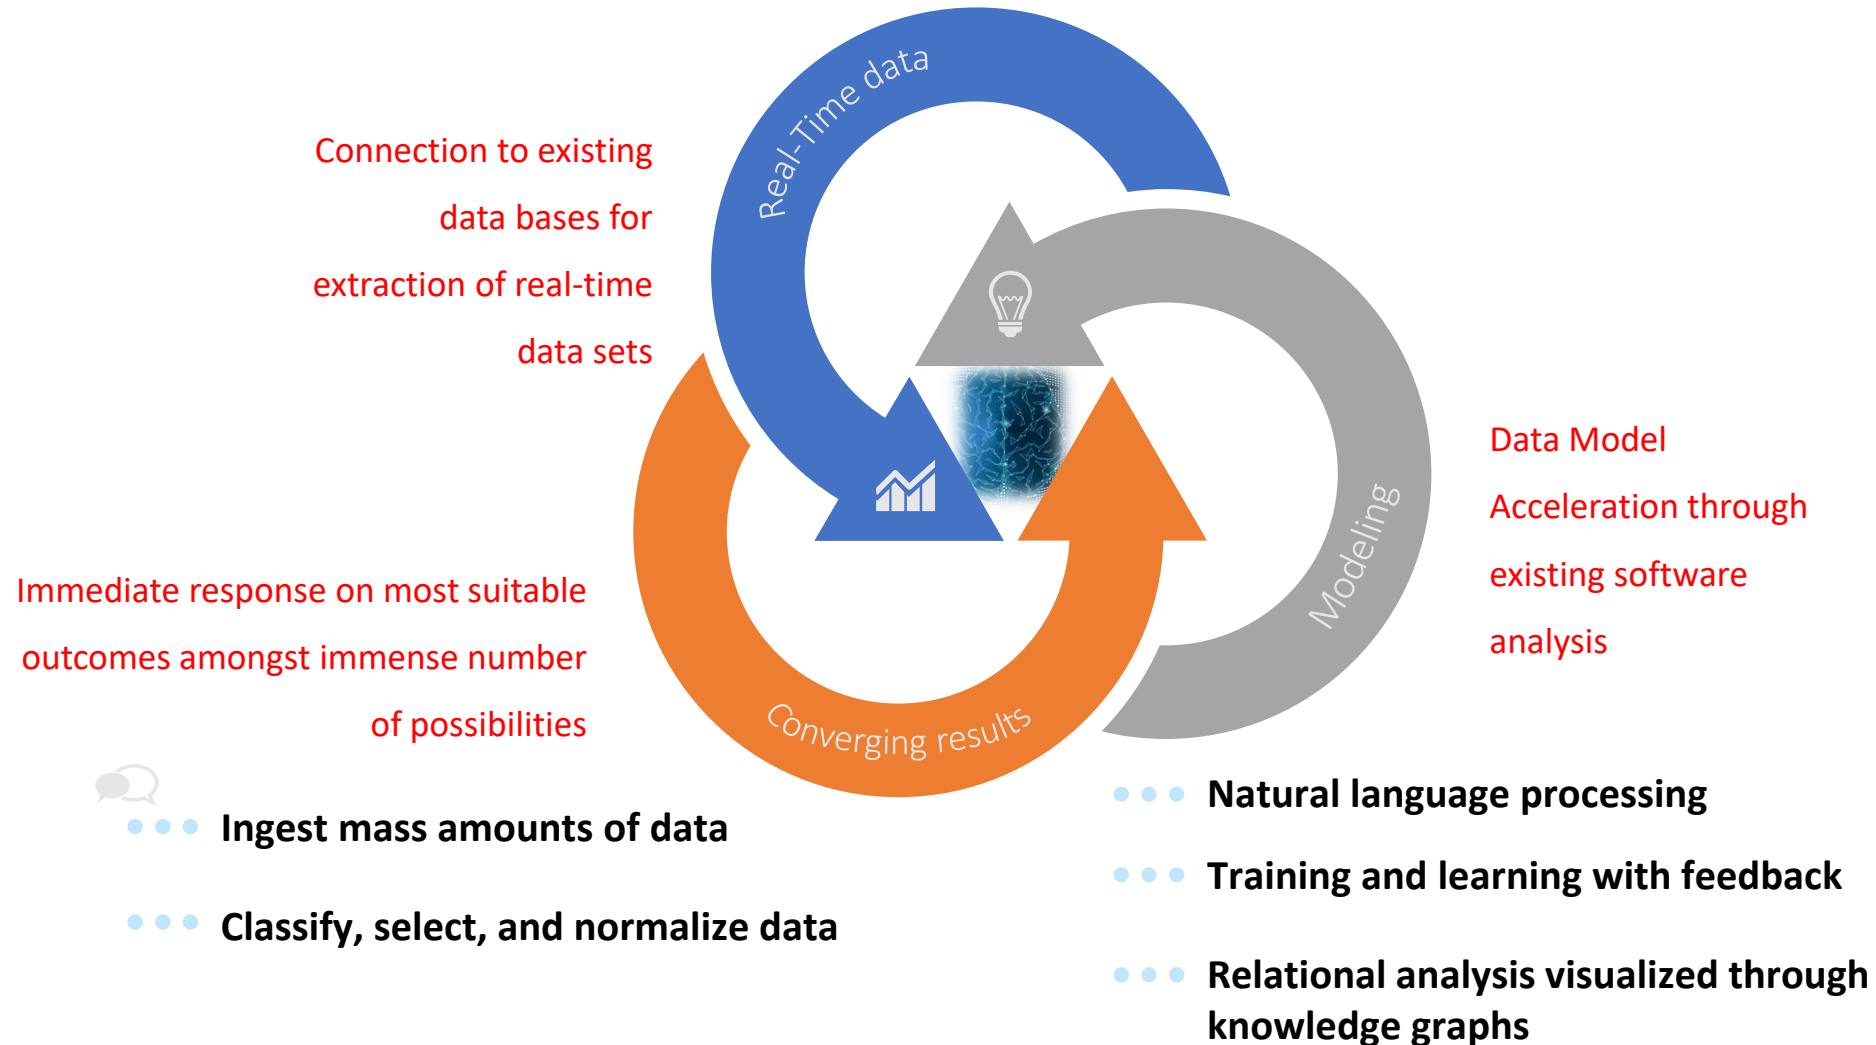 Real-Time data
Connection to existing
data bases for
extraction of real-time
data sets
Modeling
Data Model
Acceleration through
existing software
analysis
Converging results
Immediate response on most suitable
outcomes amongst immense number
of possibilities
Ingest mass amounts of data
Classify, select, and normalize data
Natural language processing
Training and learning with feedback
Relational analysis visualized through
knowledge graphs